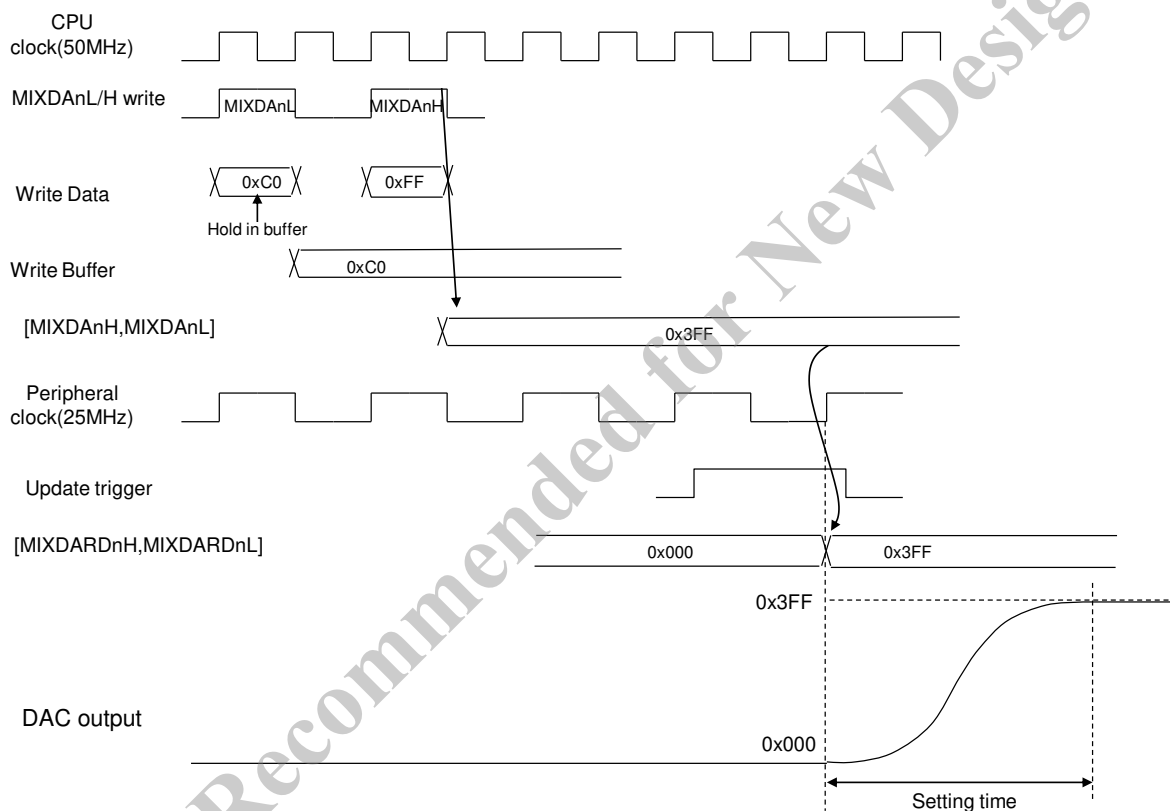 CPU
clock(50MHz)
MIXDAnL/H write
MIXDAnL
MIXDAnH
Write Data
0xC0
0xFF
Hold in buffer
Write Buffer
0xC0
[MIXDAnH,MIXDAnL]
0x3FF
Peripheral
clock(25MHz)
Update trigger
[MIXDARDnH,MIXDARDnL]
0x000
0x3FF
0x3FF
DAC output
0x000
Setting time
Recommended for New Desig